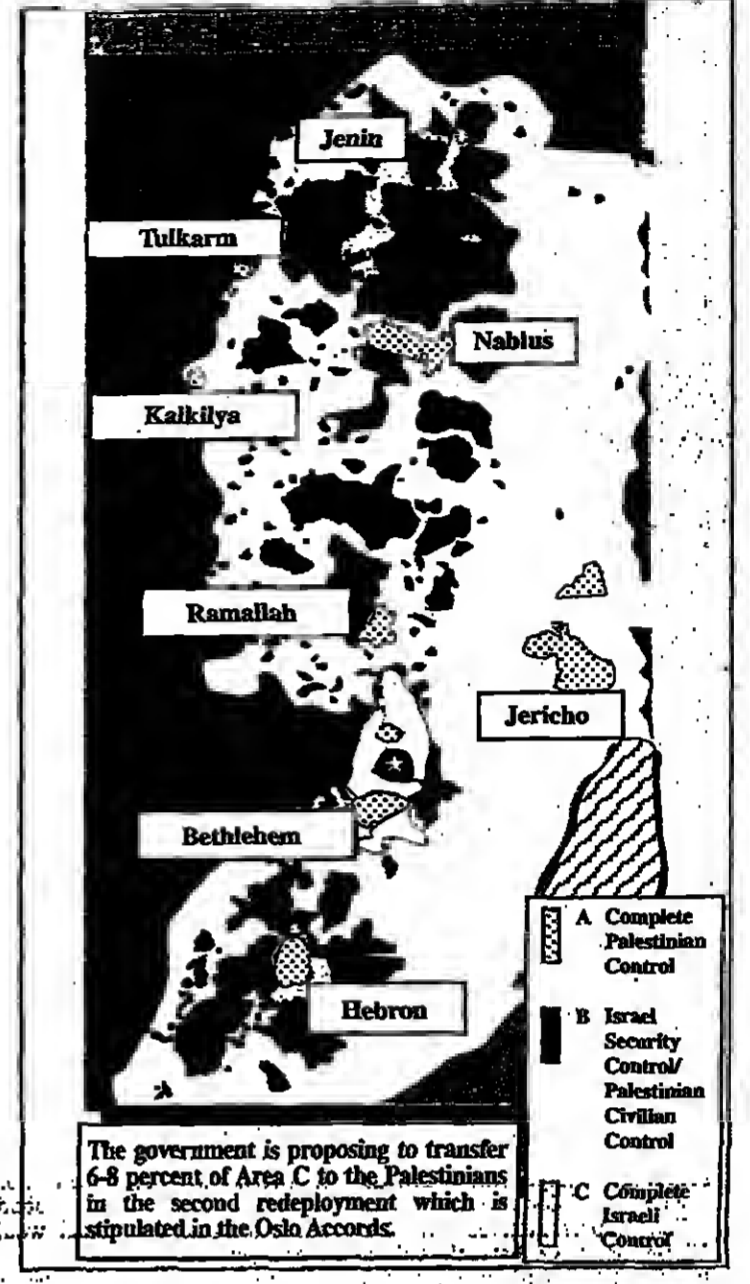 Jenin
Tulkarm
Nablus
Kalkilya
Ramallah
Jericho
Bethlehem
Hebron
A Complete
Palestinian
Control
B Israel
Security
Control/
Palestinian
Civilian
Control
C Complete
Israeli
Control
The government is proposing to transfer
6-8 percent of Area C to the Palestinians
in the second redeployment which is
stipulated in the Oslo Accords.